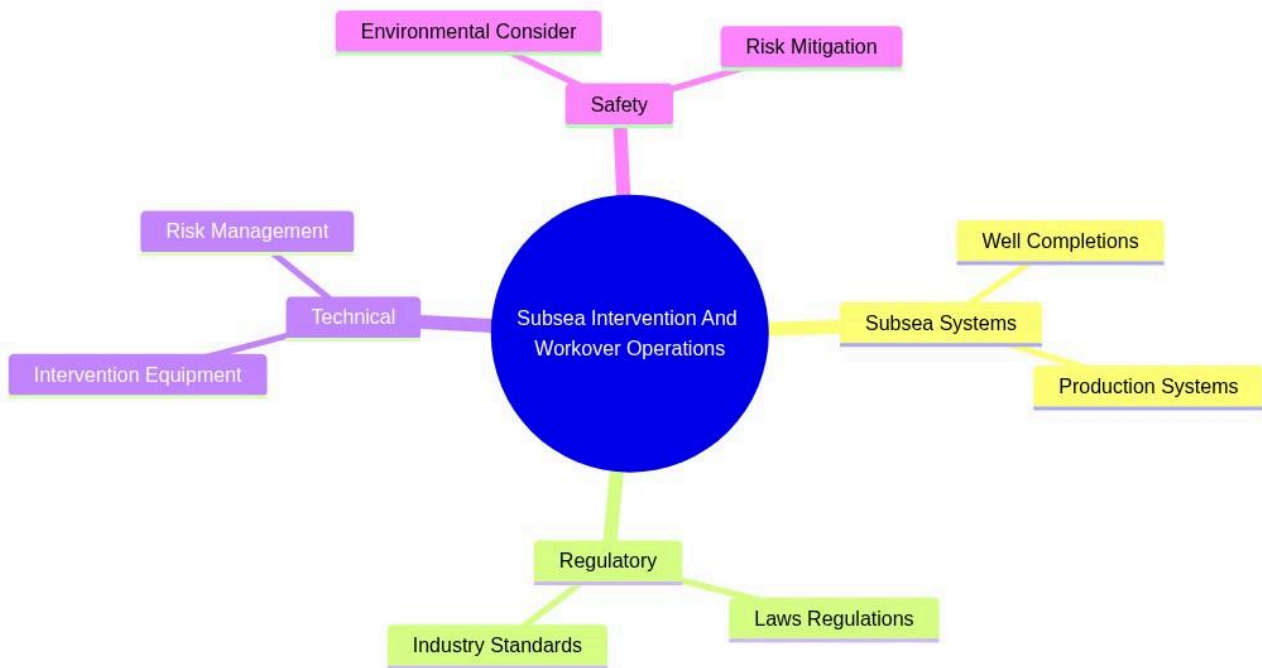 Environmental Consider
Risk Mitigation
Safety
Risk Management
Well Completions
Technical
Subsea Intervention And
Workover Operations
Subsea Systems
Intervention Equipment
Production Systems
Regulatory
Laws Regulations
Industry Standards